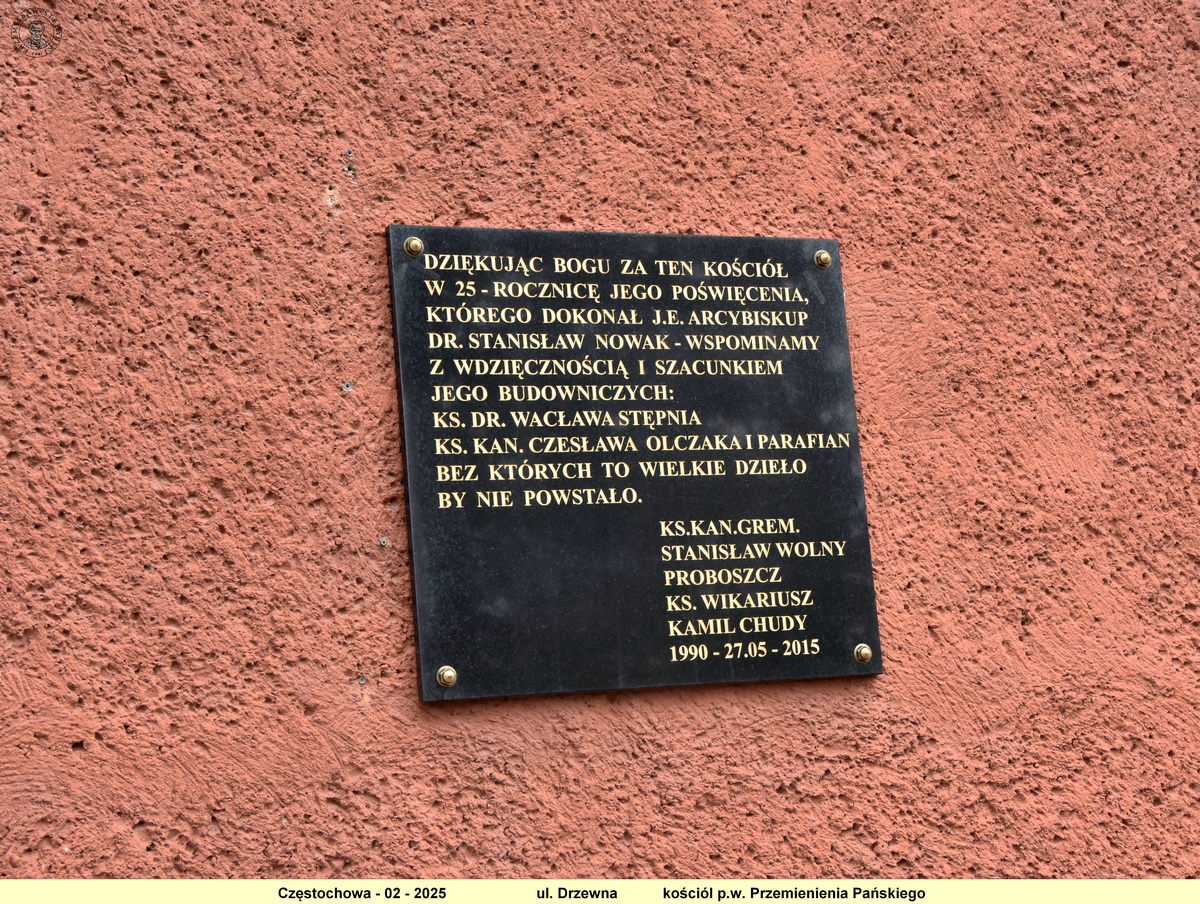 DZIĘKUJĄC BOGU ZA TEN KOŚCIÓŁ
W 25 - ROCZNICĘ JEGO POŚWIĘCENIA,
KTÓREGO DOKONAŁ J.E. ARCYBISKUP
DR. STANISŁAW NOWAK - WSPOMINAMY
Z WDZIĘCZNOŚCIĄ I SZACUNKIEM
JEGO BUDOWNICZYCH:
KS. DR. WACŁAWA STĘPNIA
KS. KAN. CZESŁAWA OLCZAKA I PARAFIAN
BEZ KTÓRYCH TO WIELKIE DZIEŁO
BY NIE POWSTAŁO.
KS.KAN.GREM.
STANISŁAW WOLNY
PROBOSZCZ
KS. WIKARIUSZ
KAMIL CHUDY
1990 - 27.05 - 2015
Częstochowa - 02 - 2025 ul. Drzewna kościól p.w. Przemienienia Pańskiego